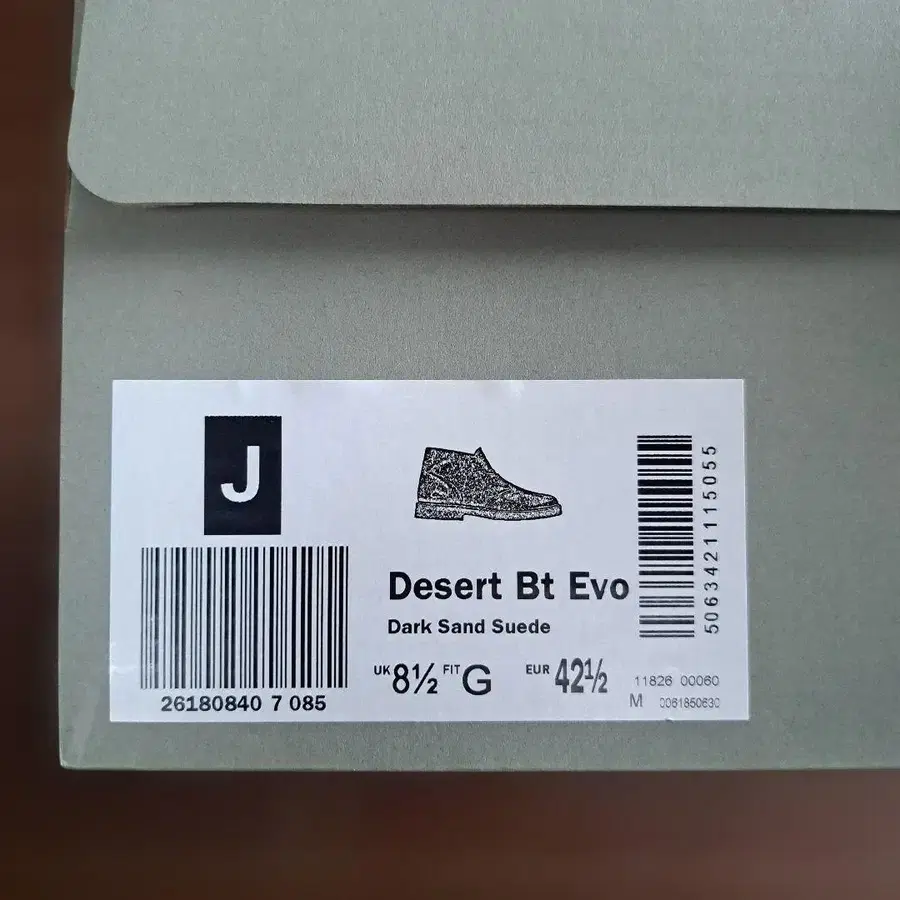 J
26180840 7 085
Desert Bt Evo
Dark Sand Suede
UK 8½ FIT G EUR 42½
5063421115055
11826 00060
M 0061850630